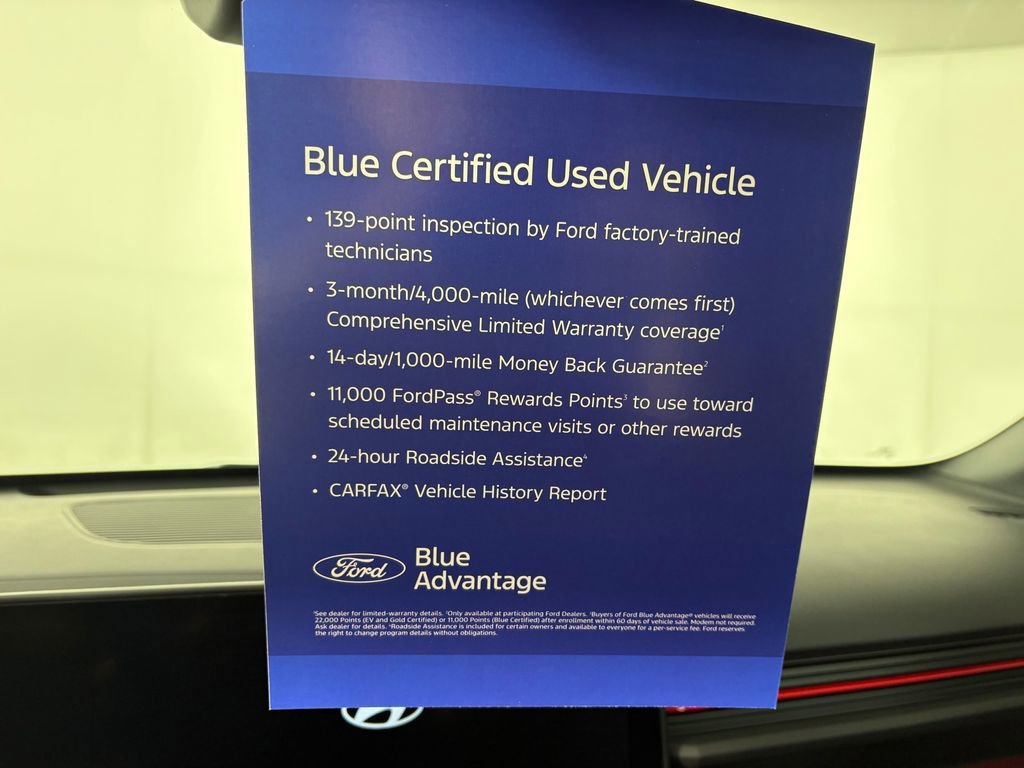 Blue Certified Used Vehicle
• 139-point inspection by Ford factory-trained
technicians
• 3-month/4,000-mile (whichever comes first)
Comprehensive Limited Warranty coverage¹
• 14-day/1,000-mile Money Back Guarantee²
• 11,000 FordPass® Rewards Points³ to use toward
scheduled maintenance visits or other rewards
• 24-hour Roadside Assistance⁴
• CARFAX® Vehicle History Report
Ford
Blue
Advantage
¹See dealer for limited-warranty details. ²Only available at participating Ford Dealers. ³Buyers of Ford Blue Advantage® vehicles will receive
22,000 Points (EV and Gold Certified) or 11,000 Points (Blue Certified) after enrollment within 60 days of vehicle sale. Modem not required.
Ask dealer for details. ⁴Roadside Assistance is included for certain owners and available to everyone for a per-service fee. Ford reserves
the right to change program details without obligations.